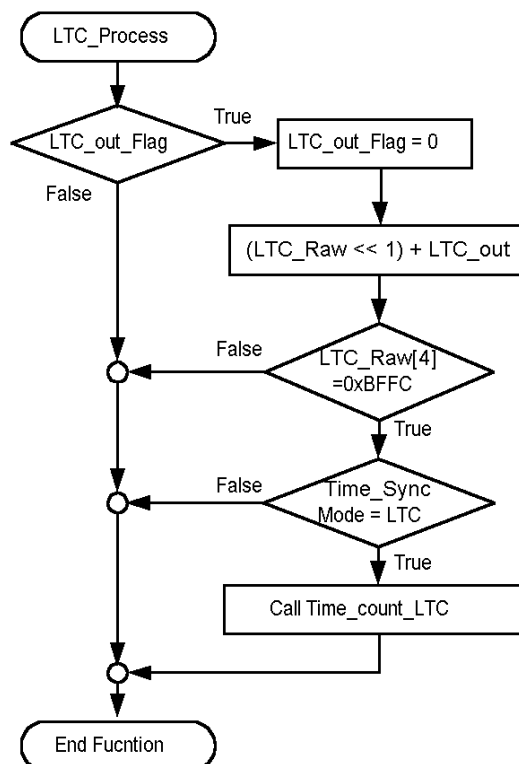 LTC_Process
LTC_out_Flag
True
LTC_out_Flag = 0
False
(LTC_Raw << 1) + LTC_out
False
LTC_Raw[4]
=0xBFFC
True
False
Time_Sync
Mode = LTC
True
Call Time_count_LTC
End Fucntion